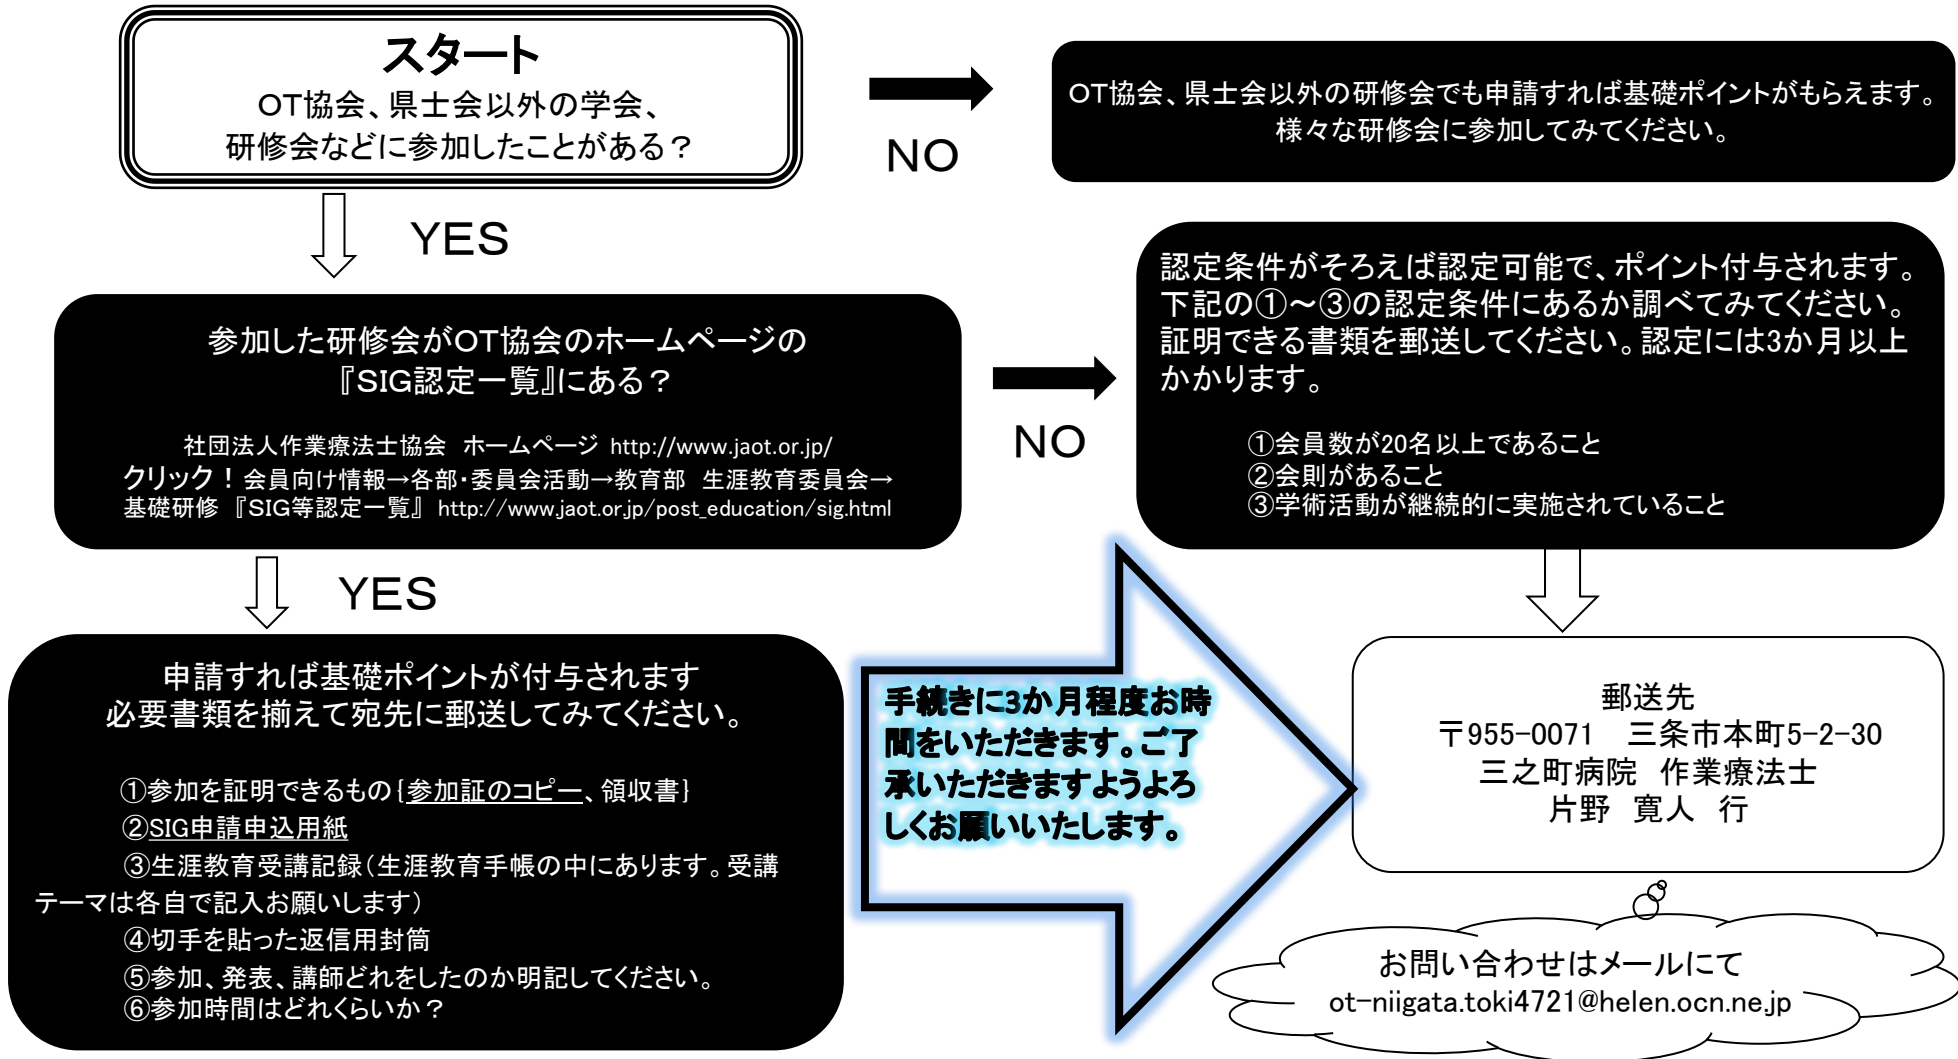 スタート
OT協会、県士会以外の学会、
研修会などに参加したことがある？
NO
OT協会、県士会以外の研修会でも申請すれば基礎ポイントがもらえます。
様々な研修会に参加してみてください。
YES
参加した研修会がOT協会のホームページの
『SIG認定一覧』にある？
社団法人作業療法士協会　ホームページ http://www.jaot.or.jp/
クリック！会員向け情報→各部・委員会活動→教育部　生涯教育委員会→
基礎研修 『SIG等認定一覧』 http://www.jaot.or.jp/post_education/sig.html
NO
認定条件がそろえば認定可能で、ポイント付与されます。
下記の①～③の認定条件にあるか調べてみてください。
証明できる書類を郵送してください。認定には3か月以上
かかります。
①会員数が20名以上であること
②会則があること
③学術活動が継続的に実施されていること
YES
申請すれば基礎ポイントが付与されます
必要書類を揃えて宛先に郵送してみてください。
①参加を証明できるもの{参加証のコピー、領収書}
②SIG申請申込用紙
③生涯教育受講記録（生涯教育手帳の中にあります。受講
テーマは各自で記入お願いします）
④切手を貼った返信用封筒
⑤参加、発表、講師どれをしたのか明記してください。
⑥参加時間はどれくらいか？
手続きに3か月程度お時
間をいただきます。ご了
承いただきますようよろ
しくお願いいたします。
郵送先
〒955-0071　三条市本町5-2-30
三之町病院　作業療法士
片野　寛人　行
お問い合わせはメールにて
ot-niigata.toki4721@helen.ocn.ne.jp